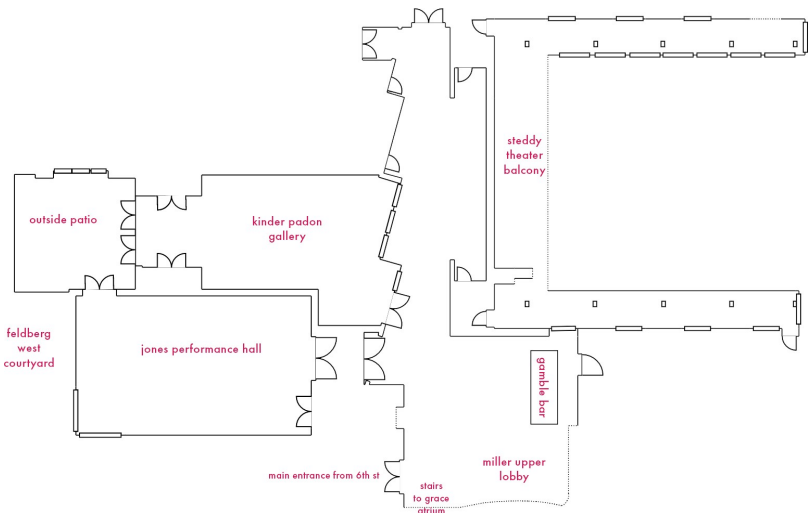 steddy
theater
balcony
outside patio
kinder padon
gallery
feldberg
west
courtyard
jones performance hall
gamble bar
main entrance from 6th st
miller upper
lobby
stairs
to grace
atrium